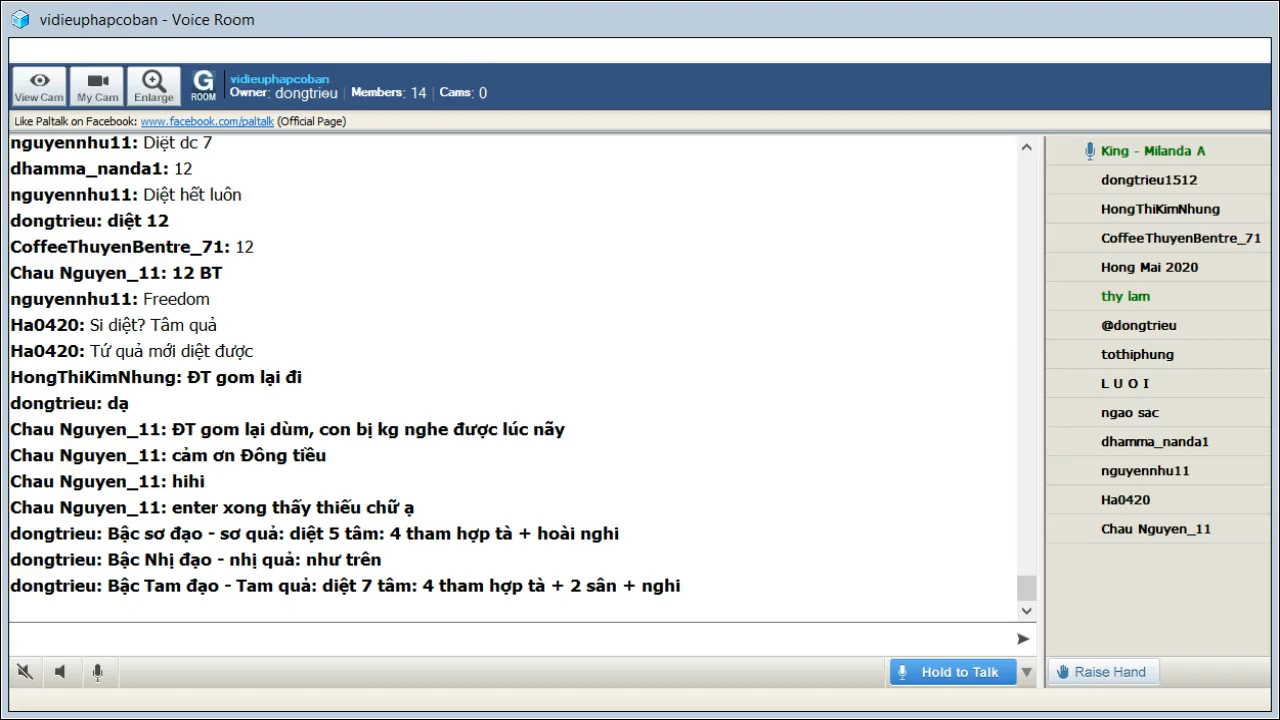 vidieuphapcoban - Voice Room
View Cam
My Cam
Enlarge
G
ROOM
vidieuphapcoban
Owner: dongtrieu | Members: 14 | Cams: 0
Like Paltalk on Facebook: www.facebook.com/paltalk (Official Page)
nguyennhu11: Diệt dc 7
dhamma_nanda1: 12
nguyennhu11: Diệt hết luôn
dongtrieu: diệt 12
CoffeeThuyenBentre_71: 12
Chau Nguyen_11: 12 BT
nguyennhu11: Freedom
Ha0420: Si diệt? Tâm quả
Ha0420: Tứ quả mới diệt được
HongThiKimNhung: ĐT gom lại đi
dongtrieu: dạ
Chau Nguyen_11: ĐT gom lại dùm, con bị kg nghe được lúc nãy
Chau Nguyen_11: cảm ơn Đông tiều
Chau Nguyen_11: hihi
Chau Nguyen_11: enter xong thấy thiếu chữ ạ
dongtrieu: Bậc sơ đạo - sơ quả: diệt 5 tâm: 4 tham hợp tà + hoài nghi
dongtrieu: Bậc Nhị đạo - nhị quả: như trên
dongtrieu: Bậc Tam đạo - Tam quả: diệt 7 tâm: 4 tham hợp tà + 2 sân + nghi
King - Milanda A
dongtrieu1512
HongThiKimNhung
CoffeeThuyenBentre_71
Hong Mai 2020
thy lam
@dongtrieu
tothiphung
L U O I
ngao sac
dhamma_nanda1
nguyennhu11
Ha0420
Chau Nguyen_11
Hold to Talk
Raise Hand